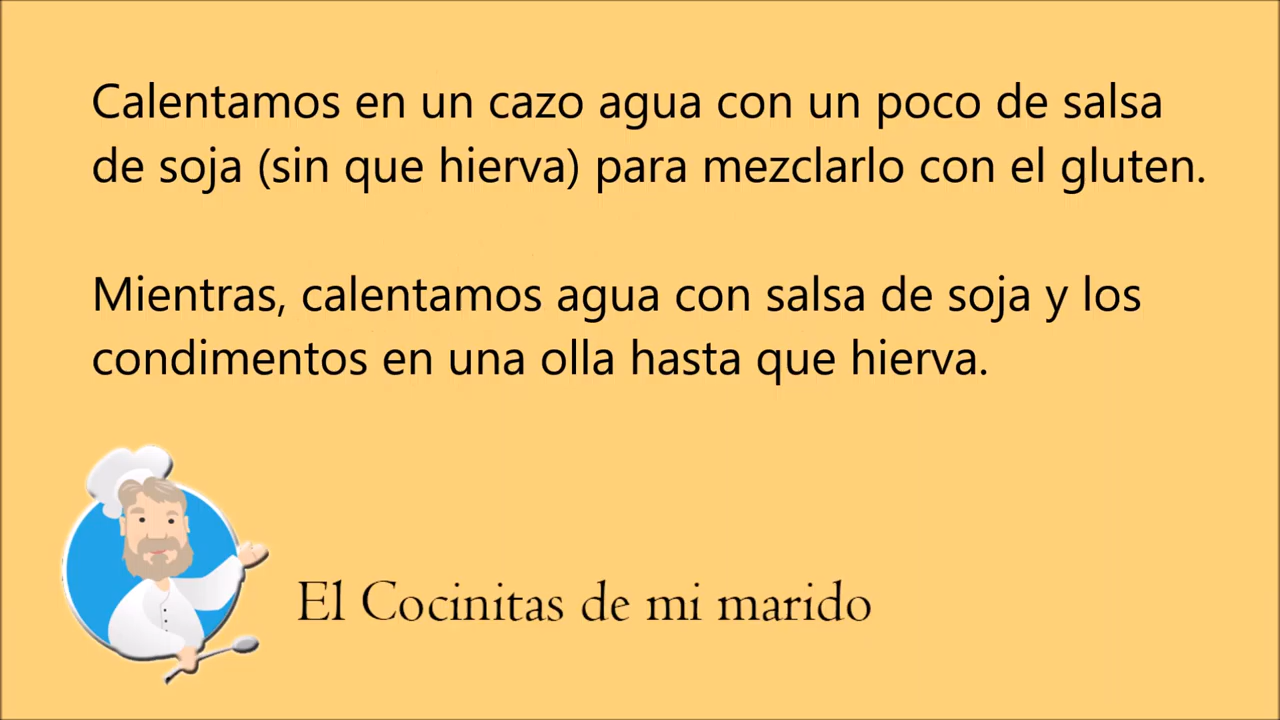 Calentamos en un cazo agua con un poco de salsa
de soja (sin que hierva) para mezclarlo con el gluten.
Mientras, calentamos agua con salsa de soja y los
condimentos en una olla hasta que hierva.
El Cocinitas de mi marido